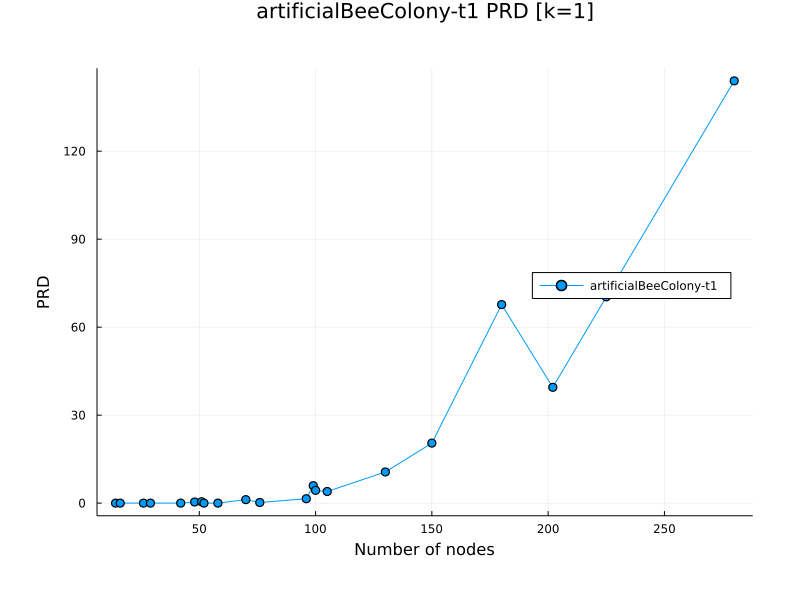 artificialBeeColony-t1 PRD [k=1]
120
90
60
30
0
PRD
artificialBeeColony-t1
50
100
150
200
250
Number of nodes